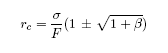 r_c = \frac{\sigma}{F}(1 \pm \sqrt{1+\beta})